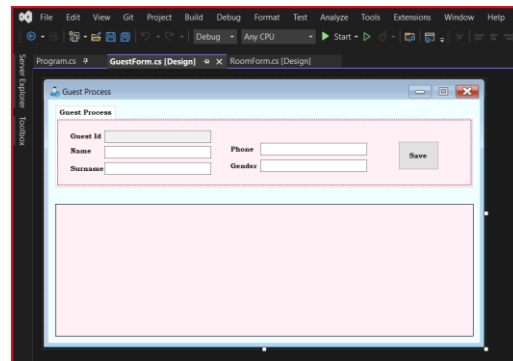 File Edit View Git Project Build Debug Format Test Analyze Tools Extensions Window Help
Debug Any CPU Start
Program.cs GuestForm.cs [Design] RoomForm.cs [Design]
Server Explorer
Toolbox
Guest Process
Guest Process
Guest Id
Name
Surname
Phone
Gender
Save